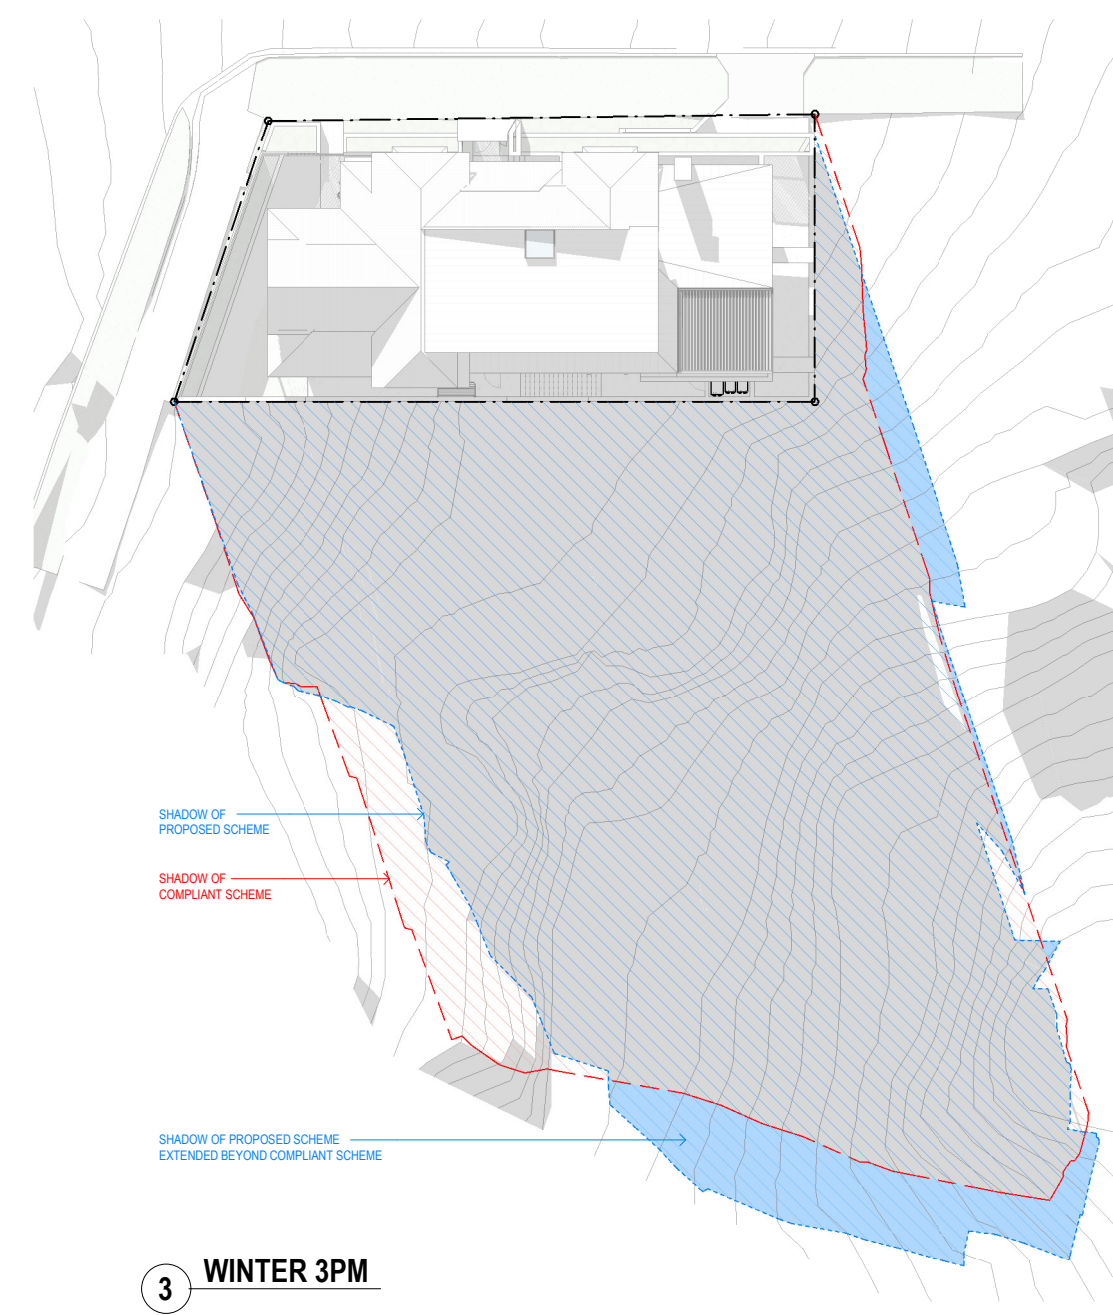 SHADOW OF
PROPOSED SCHEME
SHADOW OF
COMPLIANT SCHEME
SHADOW OF PROPOSED SCHEME
EXTENDED BEYOND COMPLIANT SCHEME
3 WINTER 3PM